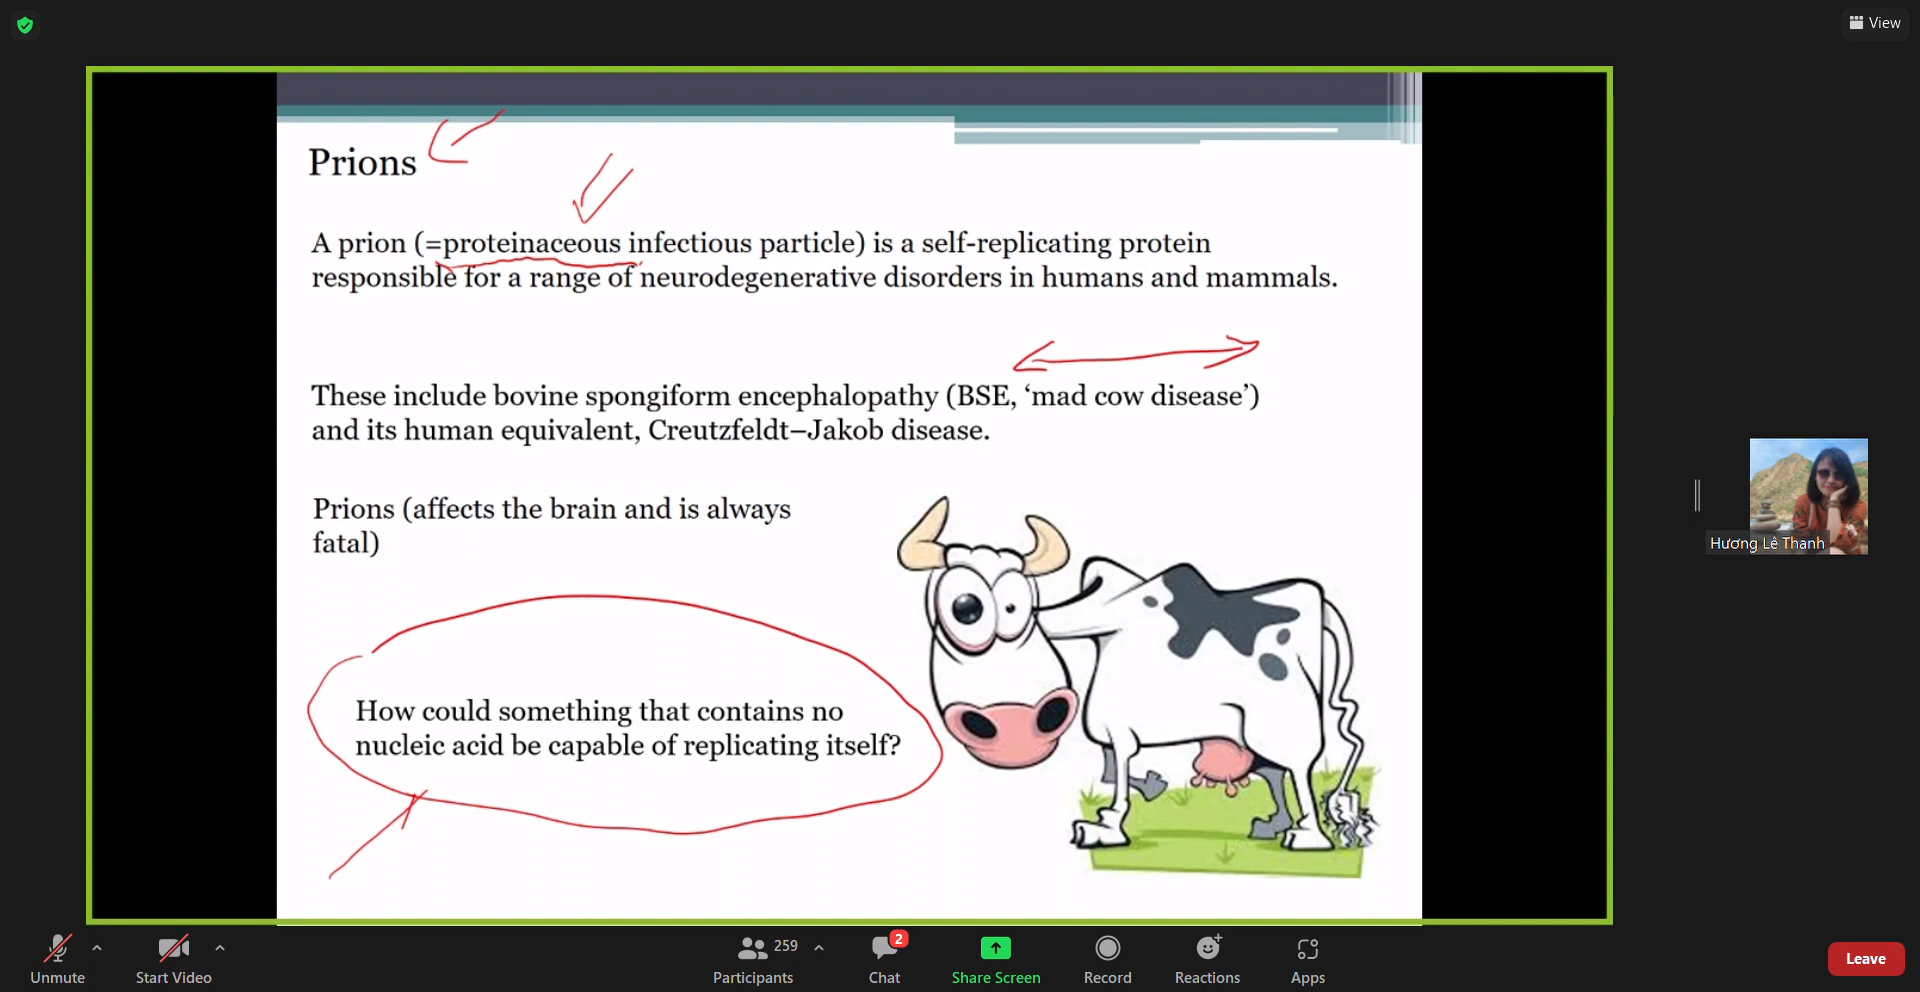 View
Prions
A prion (=proteinaceous infectious particle) is a self-replicating protein
responsible for a range of neurodegenerative disorders in humans and mammals.
These include bovine spongiform encephalopathy (BSE, ‘mad cow disease’)
and its human equivalent, Creutzfeldt–Jakob disease.
Prions (affects the brain and is always
fatal)
How could something that contains no
nucleic acid be capable of replicating itself?
Hương Lê Thanh
259
2
Unmute
Start Video
Participants
Chat
Share Screen
Record
Reactions
Apps
Leave